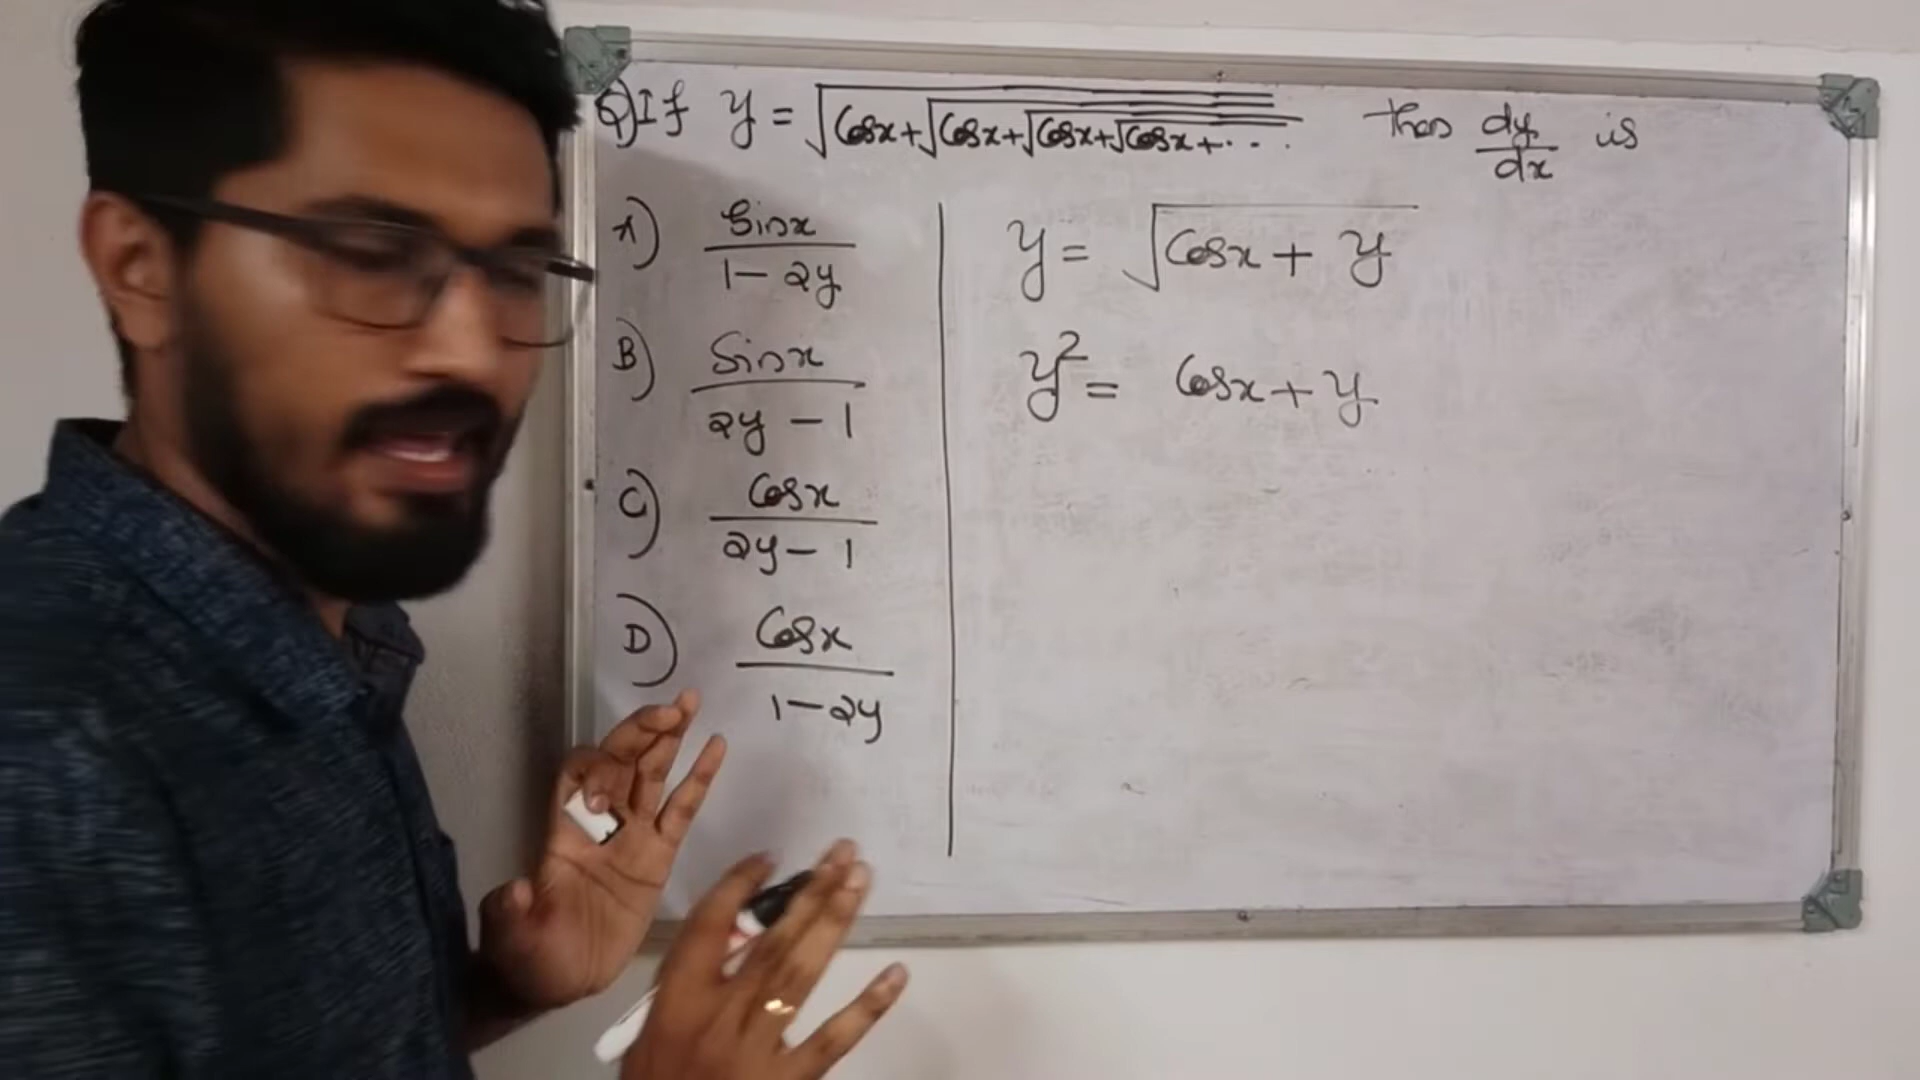 Q) If y = √(Cosx + √(Cosx + √(Cosx + √(Cosx + ... then dy/dx is
A) Sinx / 1 - 2y
B) Sinx / 2y - 1
C) Cosx / 2y - 1
D) Cosx / 1 - 2y
y = √(Cosx + y)
y² = Cosx + y